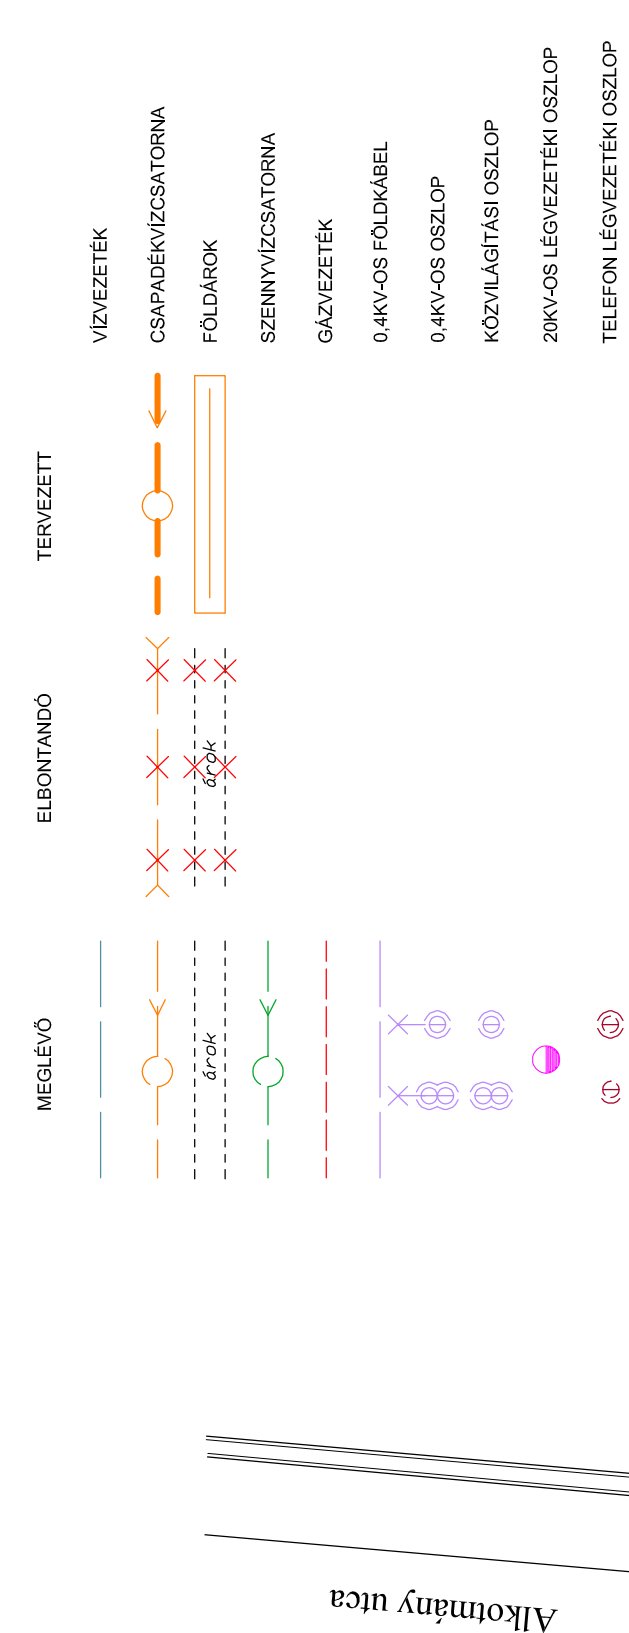 MEGLÉVŐ
ELBONTANDÓ
TERVEZETT
VÍZVEZETÉK
CSAPADÉKVÍZCSATORNA
árok
árok
FÖLDÁROK
SZENNYVÍZCSATORNA
GÁZVEZETÉK
0,4KV-OS FÖLDKÁBEL
0,4KV-OS OSZLOP
KÖZVILÁGÍTÁSI OSZLOP
20KV-OS LÉGVEZETÉKI OSZLOP
TELEFON LÉGVEZETÉKI OSZLOP
Alkotmány utca